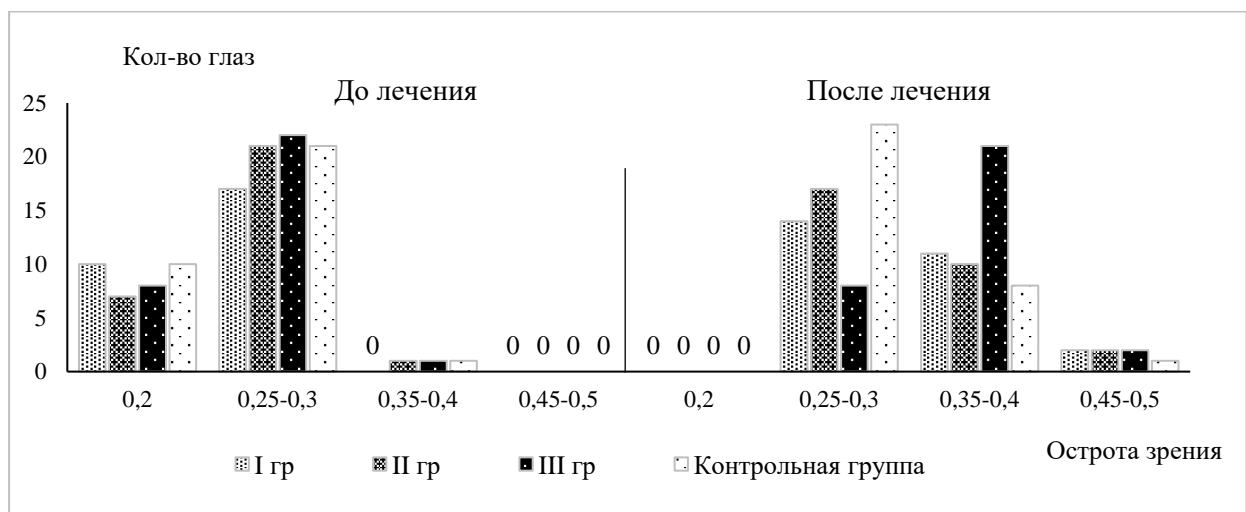 Кол-во глаз
До лечения После лечения
25
20
15
10
5
0
0 0 0 0 0 0 0 0 0
0,2 0,25-0,3 0,35-0,4 0,45-0,5 0,2 0,25-0,3 0,35-0,4 0,45-0,5
Острота зрения
I гр II гр III гр Контрольная группа